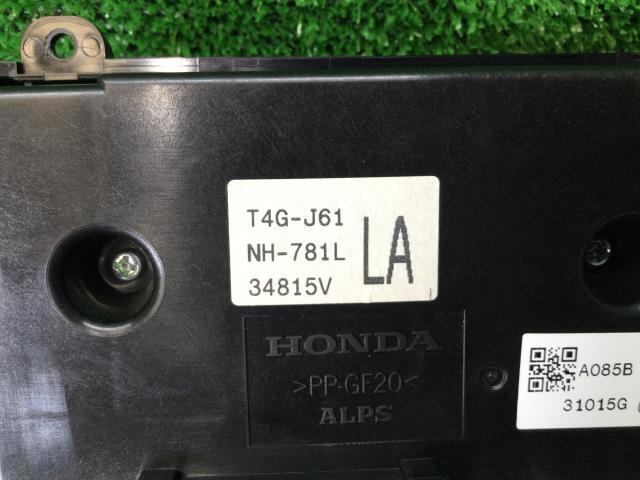 T4G-J61
NH-781L
34815V
LA
HONDA
>PP-GF20<
ALPS
A085B
31015G